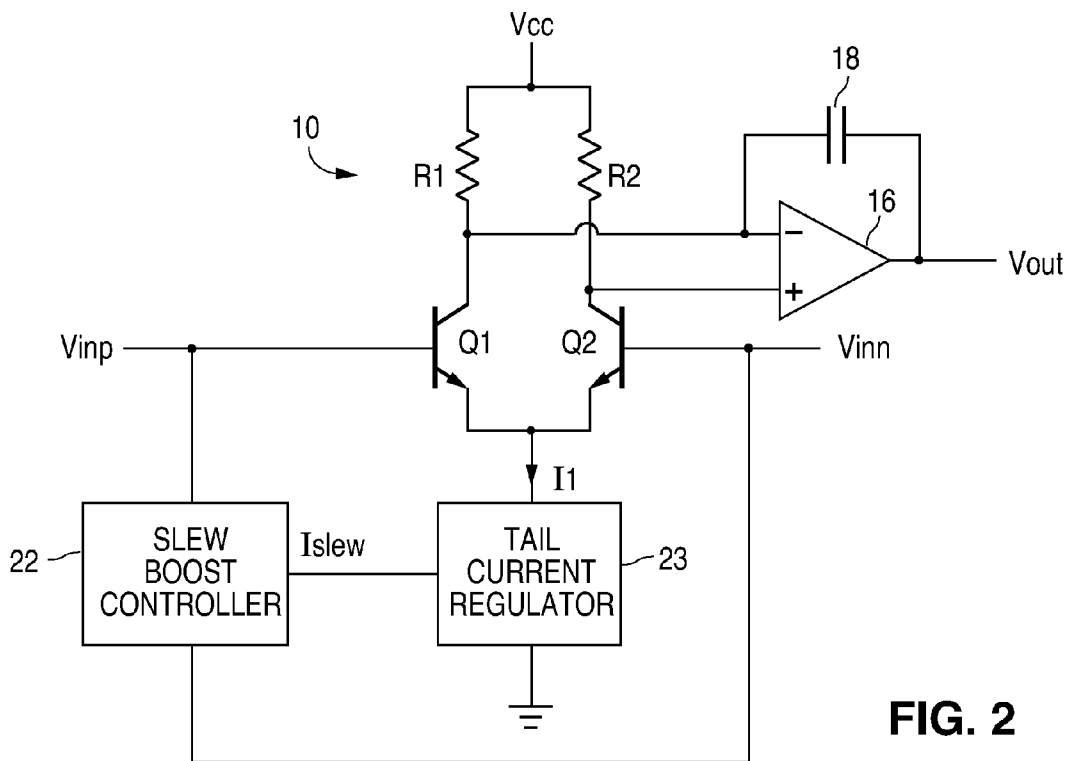 Vcc
18
10
R1
R2
16
−
+
Vout
Vinp
Q1
Q2
Vinn
I1
22
SLEW
BOOST
CONTROLLER
Islew
TAIL
CURRENT
REGULATOR
23
FIG. 2